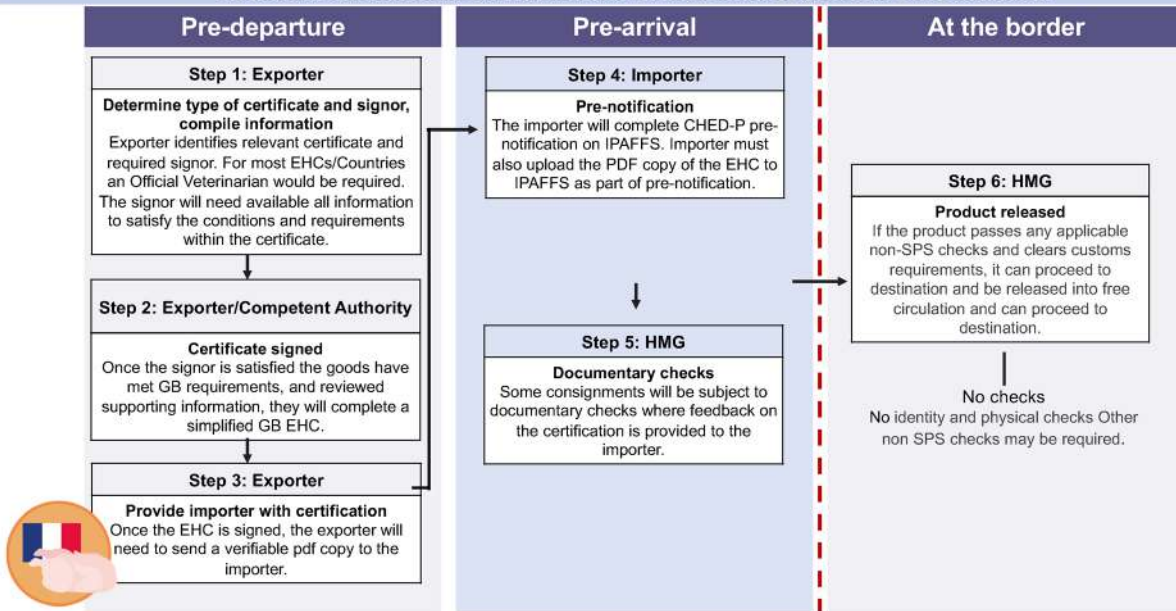 Pre-departure
Step 1: Exporter
Determine type of certificate and signor,
compile information
Exporter identifies relevant certificate and
required signor. For most EHCs/Countries
an Official Veterinarian would be required.
The signor will need available all information
to satisfy the conditions and requirements
within the certificate.
Step 2: Exporter/Competent Authority
Certificate signed
Once the signor is satisfied the goods have
met GB requirements, and reviewed
supporting information, they will complete a
simplified GB EHC.
Step 3: Exporter
Provide importer with certification
Once the EHC is signed, the exporter will
need to send a verifiable pdf copy to the
importer.
Pre-arrival
Step 4: Importer
Pre-notification
The importer will complete CHED-P pre-
notification on IPAFFS. Importer must
also upload the PDF copy of the EHC to
IPAFFS as part of pre-notification.
Step 5: HMG
Documentary checks
Some consignments will be subject to
documentary checks where feedback on
the certification is provided to the
importer.
At the border
Step 6: HMG
Product released
If the product passes any applicable
non-SPS checks and clears customs
requirements, it can proceed to
destination and be released into free
circulation and can proceed to
destination.
No checks
No identity and physical checks Other
non SPS checks may be required.